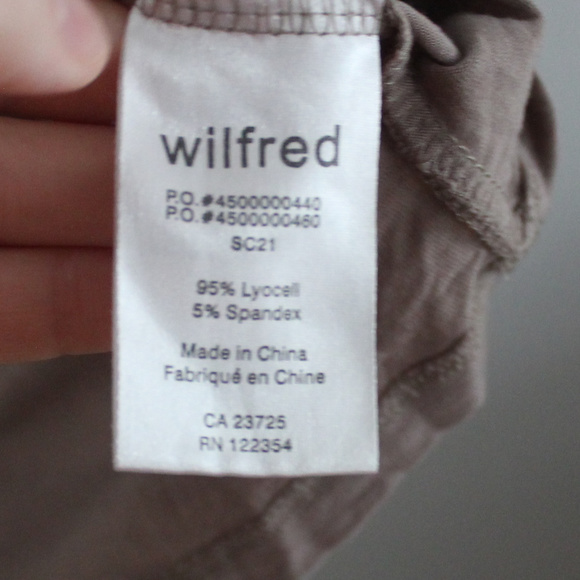 wilfred
P.O. #4500000440
P.O. #4500000460
SC21
95% Lyocell
5% Spandex
Made in China
Fabriqué en Chine
CA 23725
RN 122354